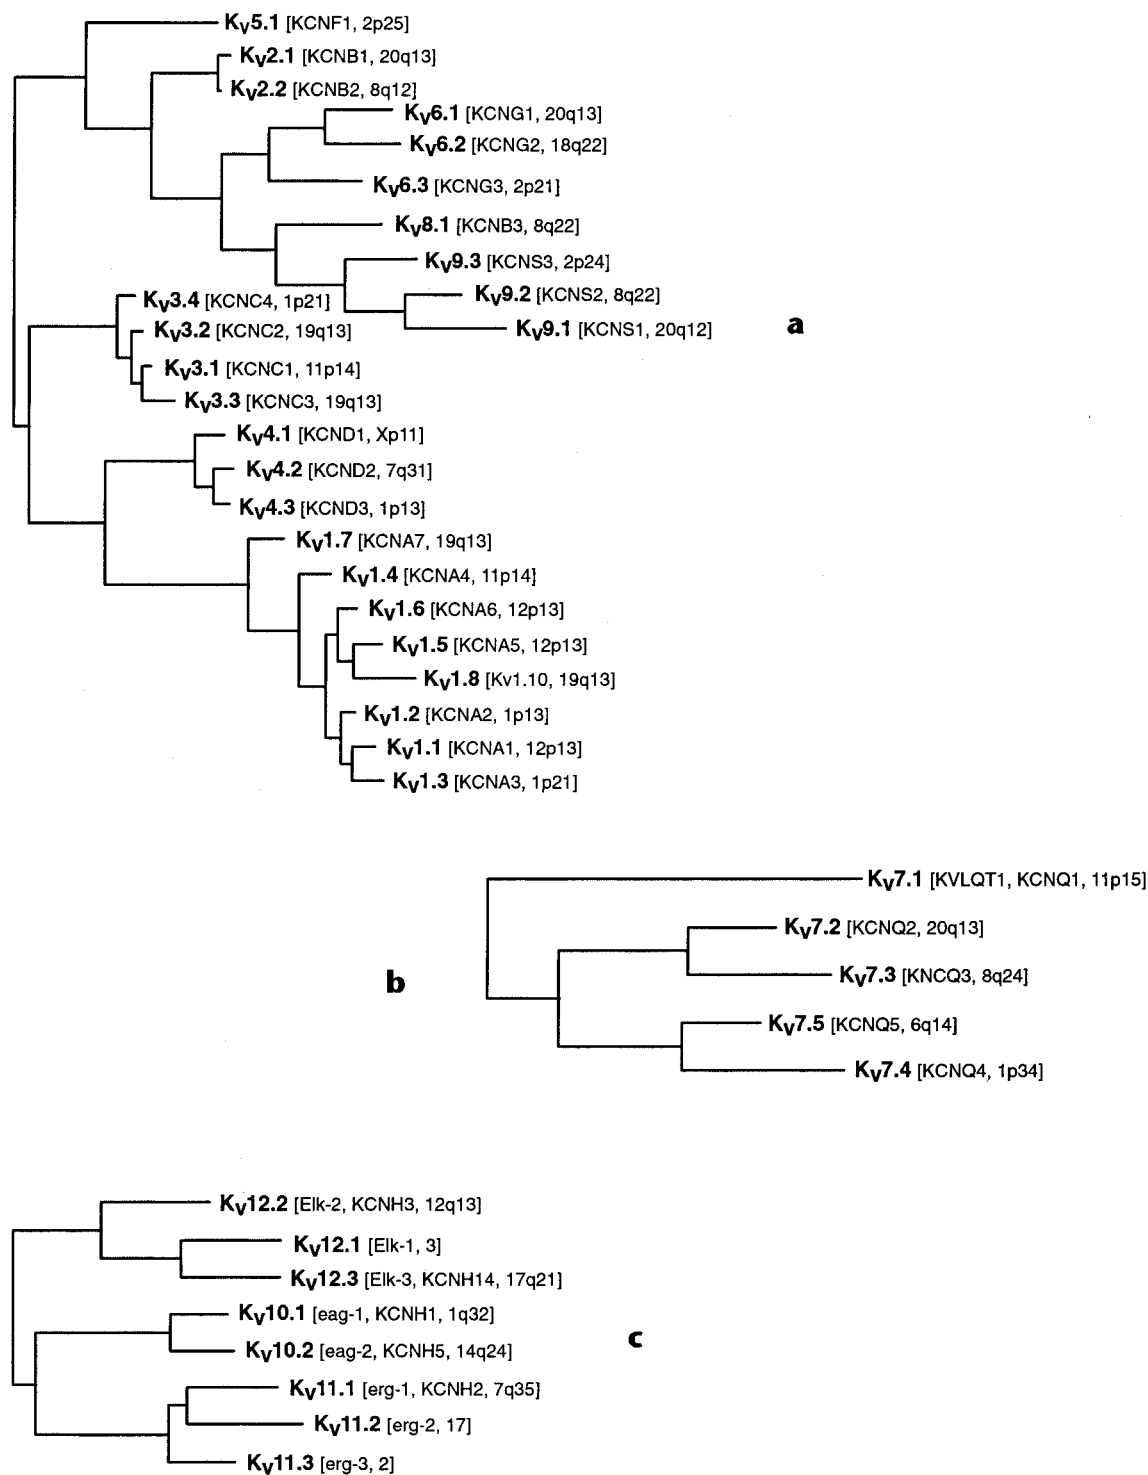 Kv5.1 [KCNF1, 2p25]
Kv2.1 [KCNB1, 20q13]
Kv2.2 [KCNB2, 8q12]
Kv6.1 [KCNG1, 20q13]
Kv6.2 [KCNG2, 18q22]
Kv6.3 [KCNG3, 2p21]
Kv8.1 [KCNB3, 8q22]
Kv9.3 [KCNS3, 2p24]
Kv9.2 [KCNS2, 8q22]
Kv9.1 [KCNS1, 20q12]
a
Kv3.4 [KCNC4, 1p21]
Kv3.2 [KCNC2, 19q13]
Kv3.1 [KCNC1, 11p14]
Kv3.3 [KCNC3, 19q13]
Kv4.1 [KCND1, Xp11]
Kv4.2 [KCND2, 7q31]
Kv4.3 [KCND3, 1p13]
Kv1.7 [KCNA7, 19q13]
Kv1.4 [KCNA4, 11p14]
Kv1.6 [KCNA6, 12p13]
Kv1.5 [KCNA5, 12p13]
Kv1.8 [Kv1.10, 19q13]
Kv1.2 [KCNA2, 1p13]
Kv1.1 [KCNA1, 12p13]
Kv1.3 [KCNA3, 1p21]
Kv7.1 [KVLQT1, KCNQ1, 11p15]
Kv7.2 [KCNQ2, 20q13]
Kv7.3 [KNCQ3, 8q24]
b
Kv7.5 [KCNQ5, 6q14]
Kv7.4 [KCNQ4, 1p34]
Kv12.2 [Elk-2, KCNH3, 12q13]
Kv12.1 [Elk-1, 3]
Kv12.3 [Elk-3, KCNH14, 17q21]
Kv10.1 [eag-1, KCNH1, 1q32]
c
Kv10.2 [eag-2, KCNH5, 14q24]
Kv11.1 [erg-1, KCNH2, 7q35]
Kv11.2 [erg-2, 17]
Kv11.3 [erg-3, 2]